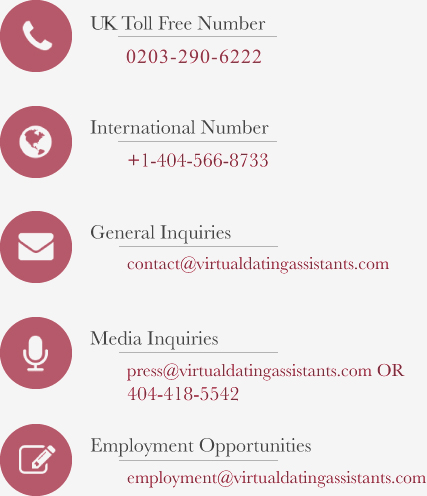 UK Toll Free Number
0203-290-6222
International Number
+1-404-566-8733
General Inquiries
contact@virtualdatingassistants.com
Media Inquiries
press@virtualdatingassistants.com OR
404-418-5542
Employment Opportunities
employment@virtualdatingassistants.com